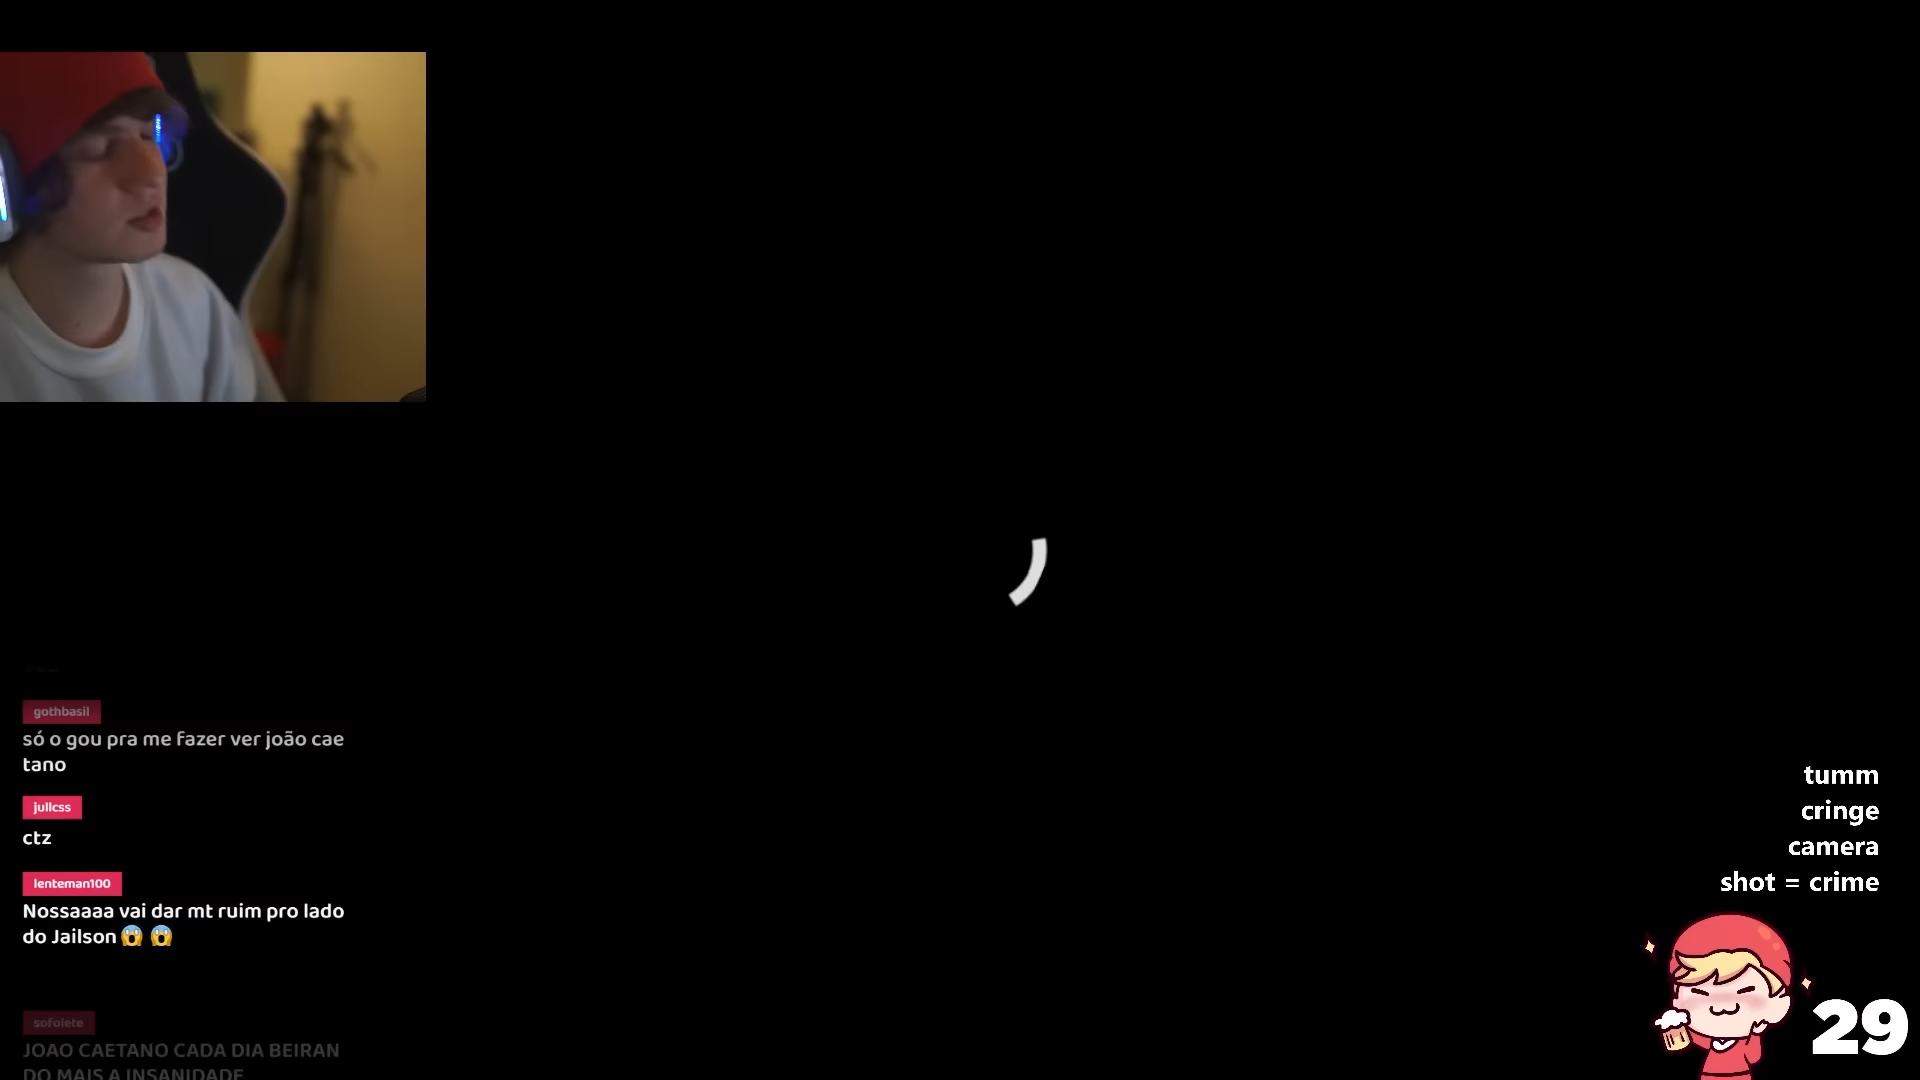 gothbasil
só o gou pra me fazer ver joão cae
tano
jullcss
ctz
lenteman100
Nossaaaa vai dar mt ruim pro lado
do Jailson 😱 😱
sofolete
JOAO CAETANO CADA DIA BEIRAN
DO MAIS A INSANIDADE
tumm
cringe
camera
shot = crime
29